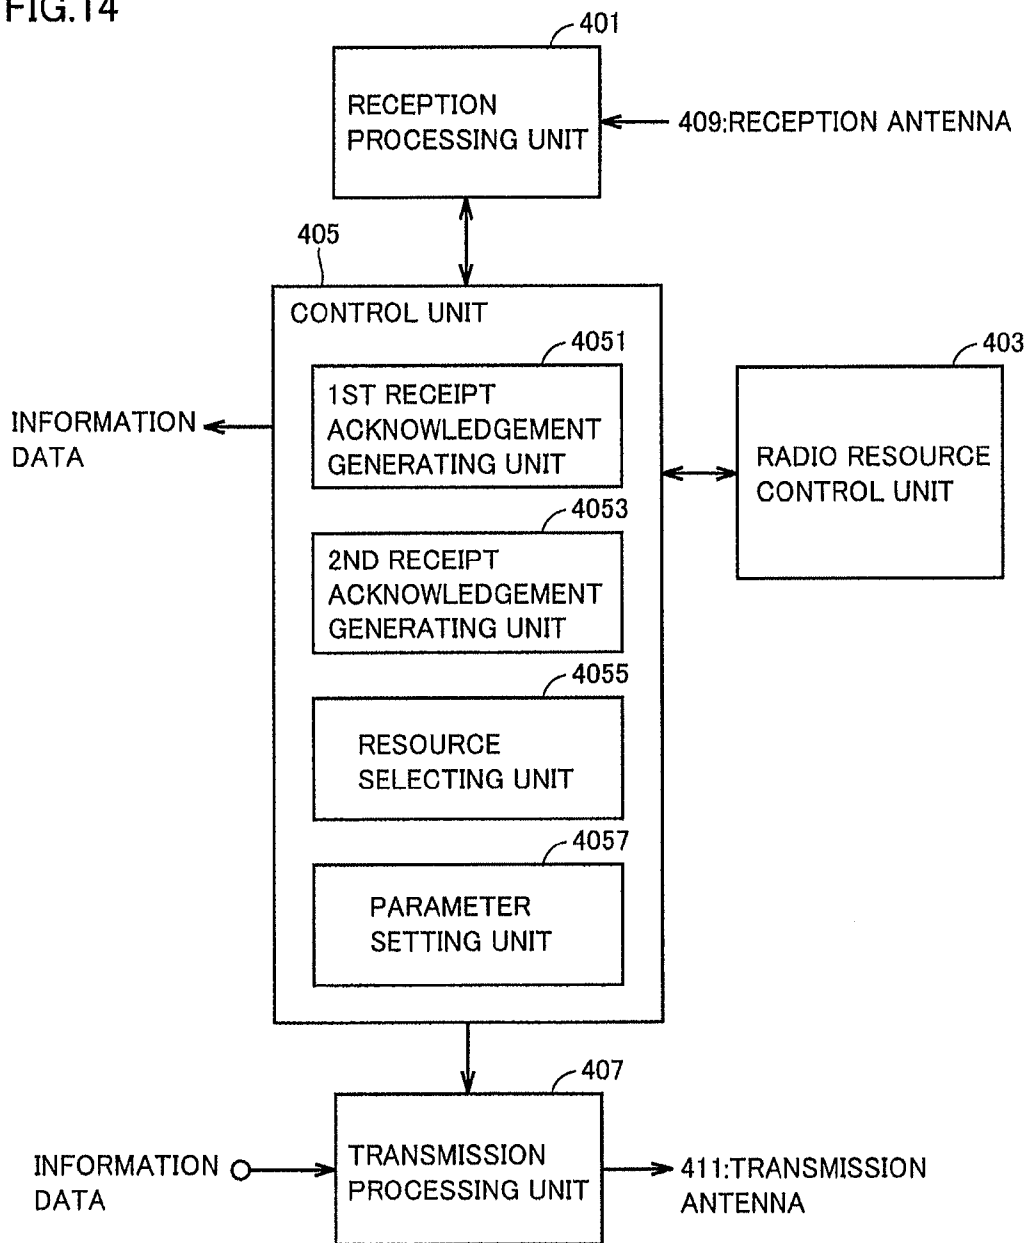 FIG.14
401
RECEPTION
PROCESSING UNIT
409:RECEPTION ANTENNA
405
CONTROL UNIT
4051
1ST RECEIPT
ACKNOWLEDGEMENT
GENERATING UNIT
INFORMATION
DATA
403
RADIO RESOURCE
CONTROL UNIT
4053
2ND RECEIPT
ACKNOWLEDGEMENT
GENERATING UNIT
4055
RESOURCE
SELECTING UNIT
4057
PARAMETER
SETTING UNIT
407
INFORMATION
DATA
TRANSMISSION
PROCESSING UNIT
411:TRANSMISSION
ANTENNA